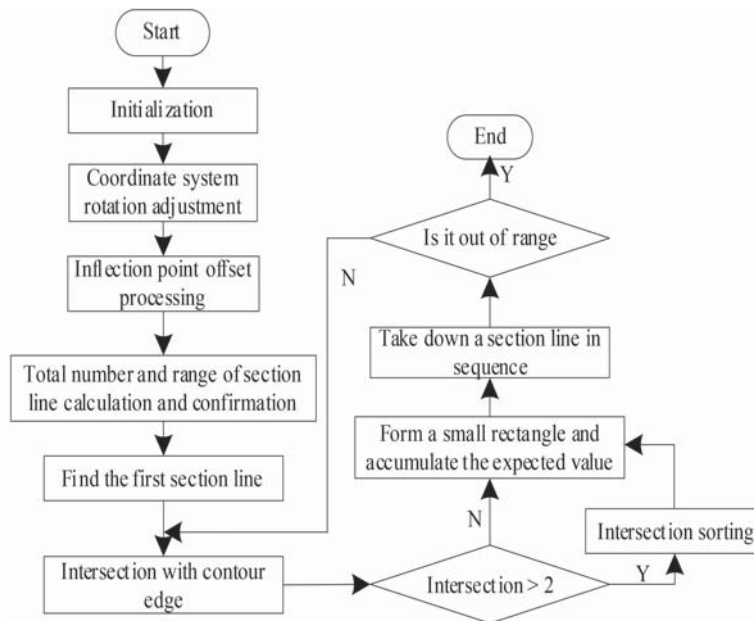 Start
Initialization
Coordinate system
rotation adjustment
Inflection point offset
processing
Total number and range of section
line calculation and confirmation
Find the first section line
Intersection with contour
edge
Intersection > 2
N
Y
Intersection sorting
Form a small rectangle and
accumulate the expected value
Take down a section line in
sequence
Is it out of range
N
Y
End